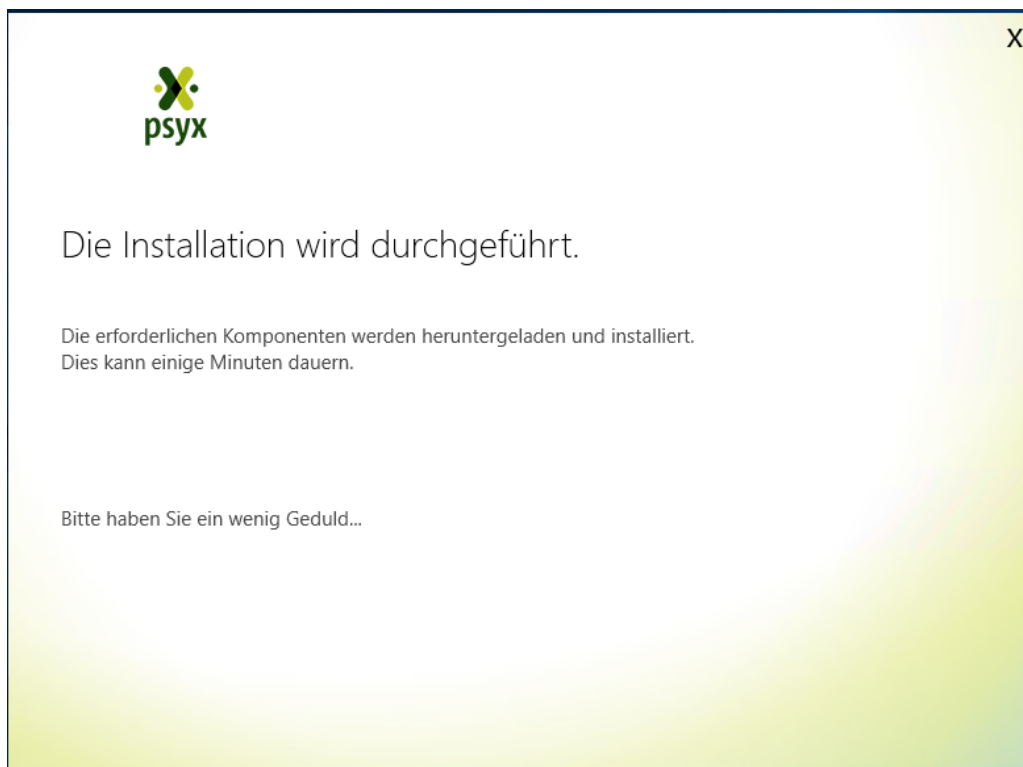 X
psyx
Die Installation wird durchgeführt.
Die erforderlichen Komponenten werden heruntergeladen und installiert.
Dies kann einige Minuten dauern.
Bitte haben Sie ein wenig Geduld...